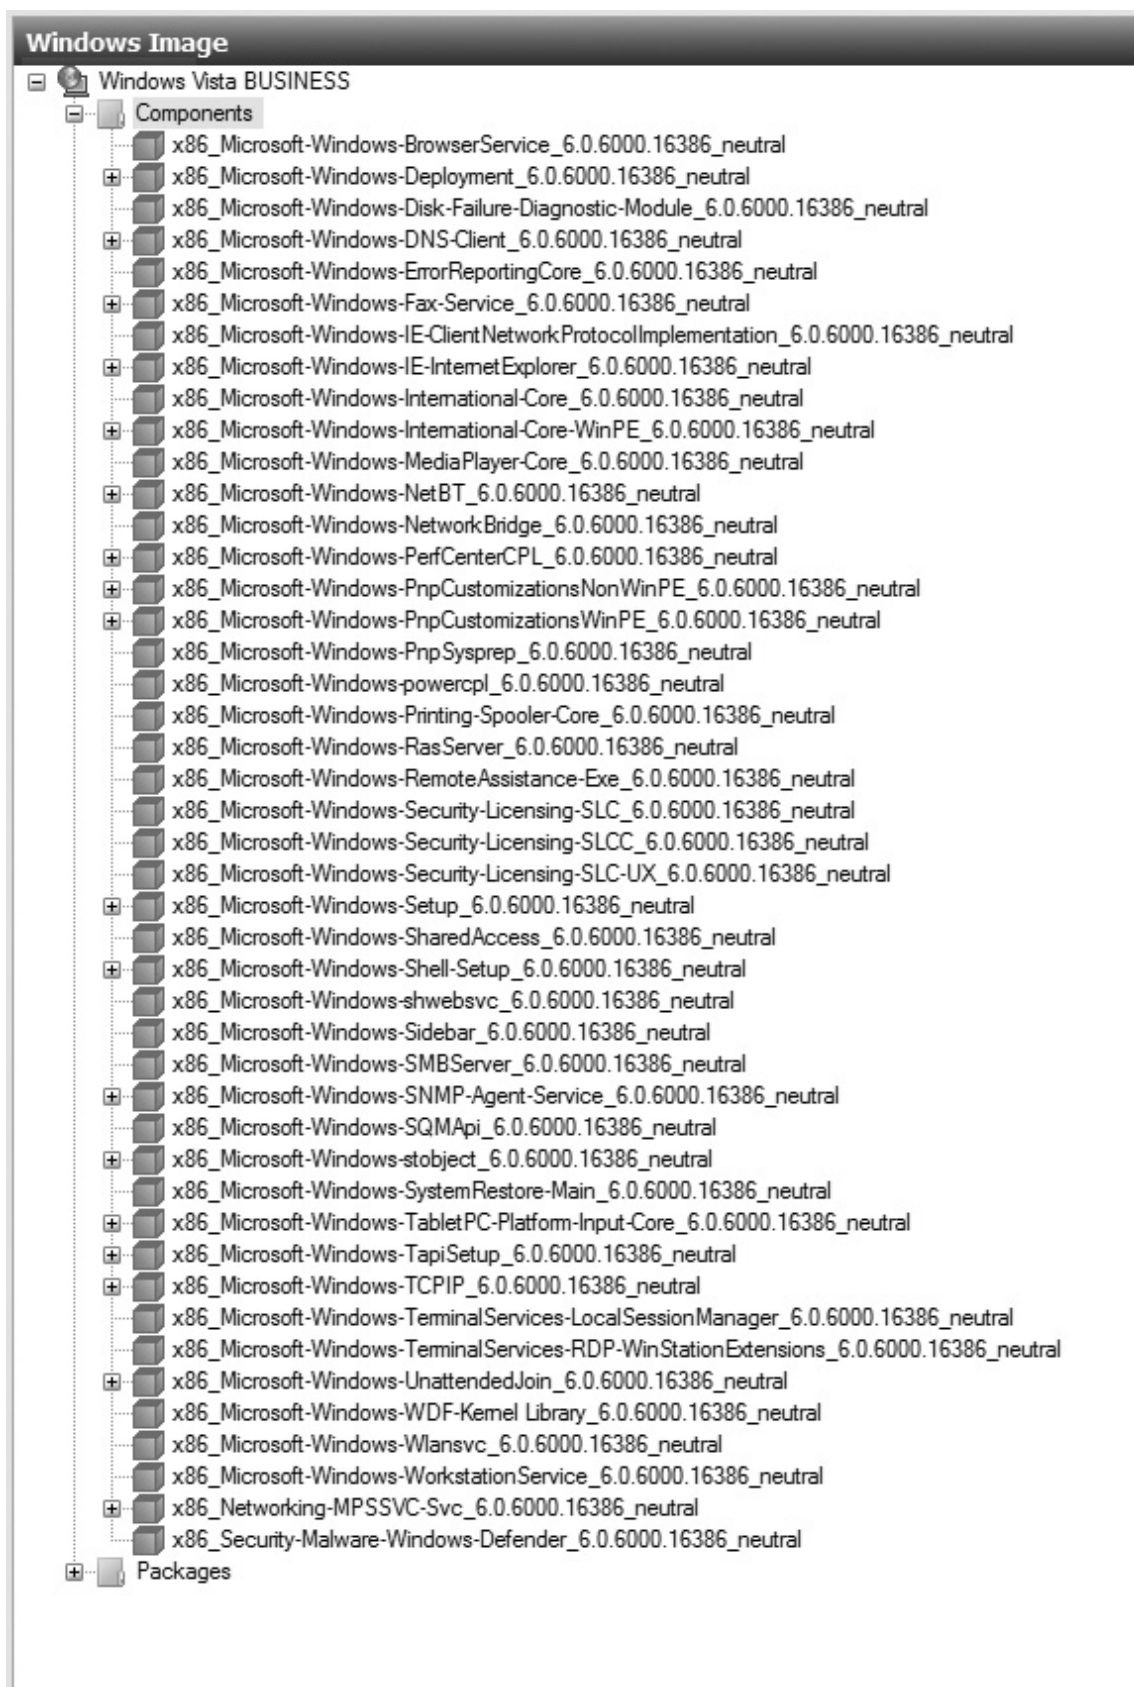 Windows Image
Windows Vista BUSINESS
Components
x86_Microsoft-Windows-BrowserService_6.0.6000.16386_neutral
x86_Microsoft-Windows-Deployment_6.0.6000.16386_neutral
x86_Microsoft-Windows-Disk-Failure-Diagnostic-Module_6.0.6000.16386_neutral
x86_Microsoft-Windows-DNS-Client_6.0.6000.16386_neutral
x86_Microsoft-Windows-ErrorReportingCore_6.0.6000.16386_neutral
x86_Microsoft-Windows-Fax-Service_6.0.6000.16386_neutral
x86_Microsoft-Windows-IE-ClientNetworkProtocolImplementation_6.0.6000.16386_neutral
x86_Microsoft-Windows-IE-InternetExplorer_6.0.6000.16386_neutral
x86_Microsoft-Windows-International-Core_6.0.6000.16386_neutral
x86_Microsoft-Windows-International-Core-WinPE_6.0.6000.16386_neutral
x86_Microsoft-Windows-MediaPlayer-Core_6.0.6000.16386_neutral
x86_Microsoft-Windows-NetBT_6.0.6000.16386_neutral
x86_Microsoft-Windows-NetworkBridge_6.0.6000.16386_neutral
x86_Microsoft-Windows-PerfCenterCPL_6.0.6000.16386_neutral
x86_Microsoft-Windows-PnpCustomizationsNonWinPE_6.0.6000.16386_neutral
x86_Microsoft-Windows-PnpCustomizationsWinPE_6.0.6000.16386_neutral
x86_Microsoft-Windows-PnpSysprep_6.0.6000.16386_neutral
x86_Microsoft-Windows-powercpl_6.0.6000.16386_neutral
x86_Microsoft-Windows-Printing-Spooler-Core_6.0.6000.16386_neutral
x86_Microsoft-Windows-RasServer_6.0.6000.16386_neutral
x86_Microsoft-Windows-RemoteAssistance-Exe_6.0.6000.16386_neutral
x86_Microsoft-Windows-Security-Licensing-SLC_6.0.6000.16386_neutral
x86_Microsoft-Windows-Security-Licensing-SLCC_6.0.6000.16386_neutral
x86_Microsoft-Windows-Security-Licensing-SLC-UX_6.0.6000.16386_neutral
x86_Microsoft-Windows-Setup_6.0.6000.16386_neutral
x86_Microsoft-Windows-SharedAccess_6.0.6000.16386_neutral
x86_Microsoft-Windows-Shell-Setup_6.0.6000.16386_neutral
x86_Microsoft-Windows-shwebsvc_6.0.6000.16386_neutral
x86_Microsoft-Windows-Sidebar_6.0.6000.16386_neutral
x86_Microsoft-Windows-SMBServer_6.0.6000.16386_neutral
x86_Microsoft-Windows-SNMP-Agent-Service_6.0.6000.16386_neutral
x86_Microsoft-Windows-SQMApi_6.0.6000.16386_neutral
x86_Microsoft-Windows-stobject_6.0.6000.16386_neutral
x86_Microsoft-Windows-SystemRestore-Main_6.0.6000.16386_neutral
x86_Microsoft-Windows-TabletPC-Platform-Input-Core_6.0.6000.16386_neutral
x86_Microsoft-Windows-TapiSetup_6.0.6000.16386_neutral
x86_Microsoft-Windows-TCPIP_6.0.6000.16386_neutral
x86_Microsoft-Windows-TerminalServices-LocalSessionManager_6.0.6000.16386_neutral
x86_Microsoft-Windows-TerminalServices-RDP-WinStationExtensions_6.0.6000.16386_neutral
x86_Microsoft-Windows-UnattendedJoin_6.0.6000.16386_neutral
x86_Microsoft-Windows-WDF-Kernel Library_6.0.6000.16386_neutral
x86_Microsoft-Windows-Wlansvc_6.0.6000.16386_neutral
x86_Microsoft-Windows-WorkstationService_6.0.6000.16386_neutral
x86_Networking-MPSSVC-Svc_6.0.6000.16386_neutral
x86_Security-Malware-Windows-Defender_6.0.6000.16386_neutral
Packages